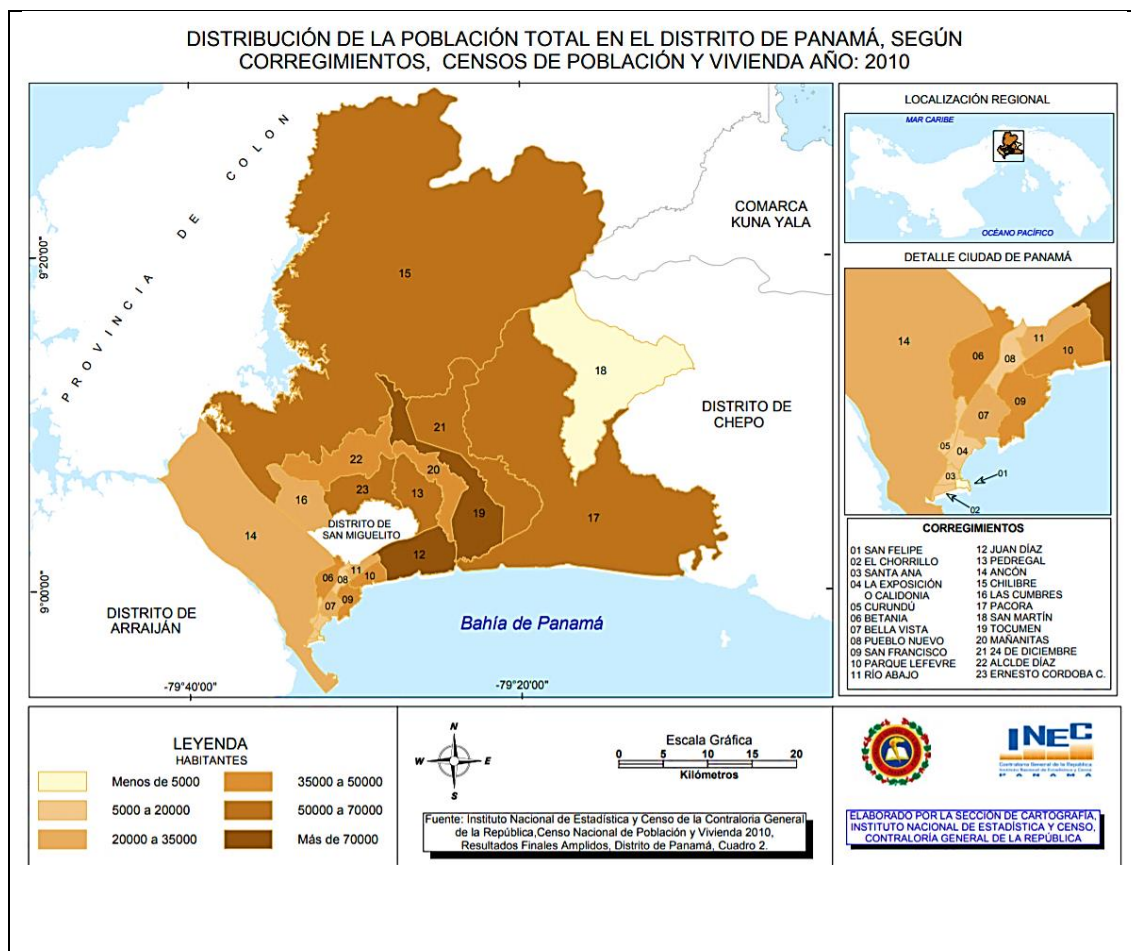 DISTRIBUCIÓN DE LA POBLACIÓN TOTAL EN EL DISTRITO DE PANAMÁ, SEGÚN
CORREGIMIENTOS, CENSOS DE POBLACIÓN Y VIVIENDA AÑO: 2010
PROVINCIA DE COLON
COMARCA
KUNA YALA
DISTRITO DE
CHEPO
DISTRITO DE
SAN MIGUELITO
DISTRITO DE
ARRAIJÁN
Bahía de Panamá
9°20'00"
9°00'00"
-79°40'00"
-79°20'00"
15
18
21
22
20
23
13
16
19
17
14
12
06
11
08
10
07
09
LOCALIZACIÓN REGIONAL
MAR CARIBE
OCÉANO PACÍFICO
DETALLE CIUDAD DE PANAMÁ
14
11
06
08
10
09
07
05
04
03
01
02
CORREGIMIENTOS
01 SAN FELIPE
02 EL CHORRILLO
03 SANTA ANA
04 LA EXPOSICIÓN
O CALIDONIA
05 CURUNDÚ
06 BETANIA
07 BELLA VISTA
08 PUEBLO NUEVO
09 SAN FRANCISCO
10 PARQUE LEFEVRE
11 RÍO ABAJO
12 JUAN DÍAZ
13 PEDREGAL
14 ANCÓN
15 CHILIBRE
16 LAS CUMBRES
17 PACORA
18 SAN MARTÍN
19 TOCUMEN
20 MAÑANITAS
21 24 DE DICIEMBRE
22 ALCLDE DÍAZ
23 ERNESTO CORDOBA C.
LEYENDA
HABITANTES
Menos de 5000
5000 a 20000
20000 a 35000
35000 a 50000
50000 a 70000
Más de 70000
N
W E
S
Escala Gráfica
0 5 10 15 20
Kilómetros
Fuente: Instituto Nacional de Estadística y Censo de la Contraloria General
de la República,Censo Nacional de Población y Vivienda 2010,
Resultados Finales Amplidos, Distrito de Panamá, Cuadro 2.
INEC
Contraloría General de la República
Instituto Nacional de Estadística y Censo
PANAMÁ
ELABORADO POR LA SECCIÓN DE CARTOGRAFÍA,
INSTITUTO NACIONAL DE ESTADÍSTICA Y CENSO,
CONTRALORÍA GENERAL DE LA REPÚBLICA